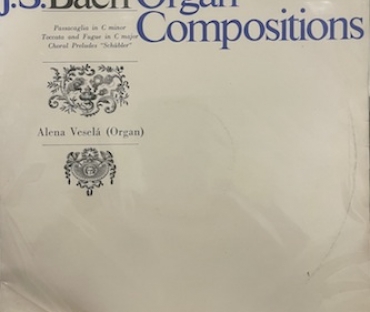 J.S.Bach Organ
Compositions
Passacaglia in C minor
Toccata and Fugue in C major
Choral Preludes "Schübler"
Alena Veselá (Organ)